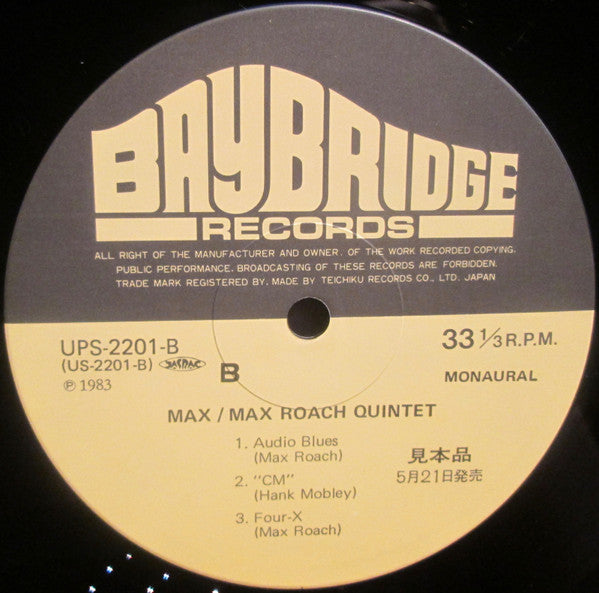 BAYBRIDGE
RECORDS
ALL RIGHT OF THE MANUFACTURER AND OWNER. OF THE WORK RECORDED COPYING.
PUBLIC PERFORMANCE. BROADCASTING OF THESE RECORDS ARE FORBIDDEN.
TRADE MARK REGISTERED BY. MADE BY TEICHIKU RECORDS CO., LTD. JAPAN
UPS-2201-B
(US-2201-B) JASRAC
℗ 1983
B
33 1/3 R.P.M.
MONAURAL
MAX / MAX ROACH QUINTET
1. Audio Blues
(Max Roach)
2. "CM"
(Hank Mobley)
3. Four-X
(Max Roach)
見本品
5月21日発売